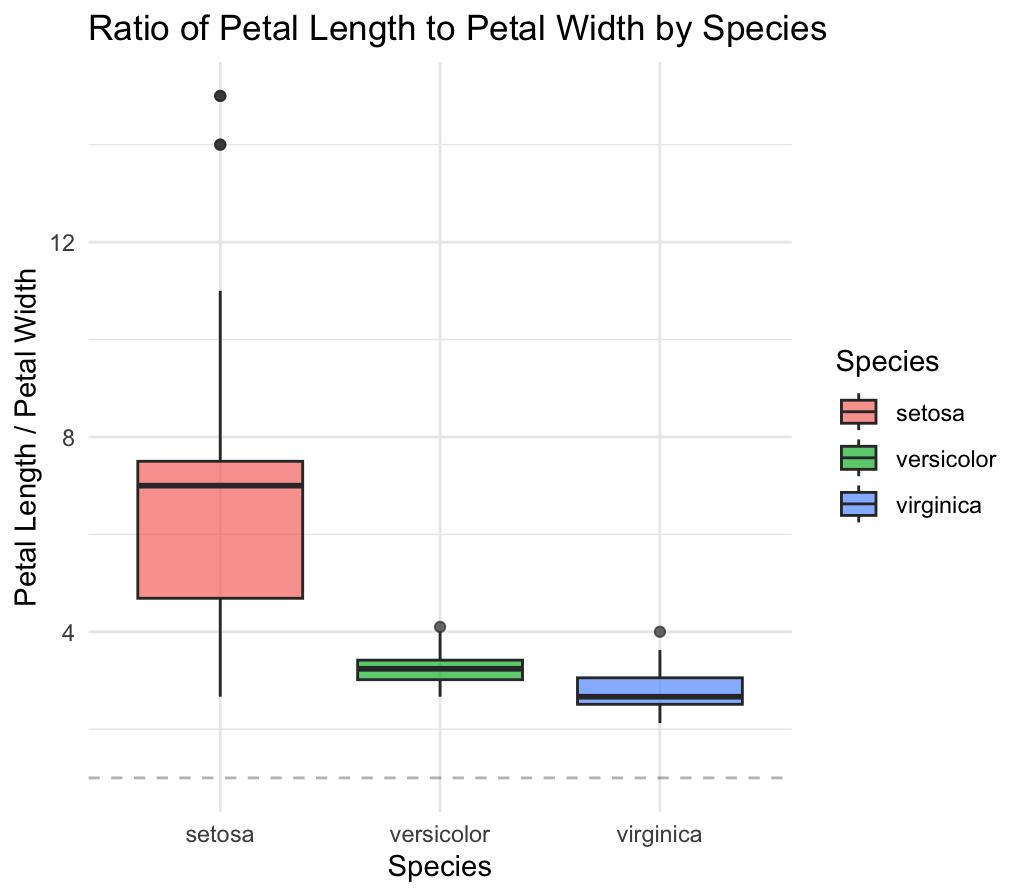 Ratio of Petal Length to Petal Width by Species
Petal Length / Petal Width
12
8
4
setosa
versicolor
virginica
Species
Species
setosa
versicolor
virginica